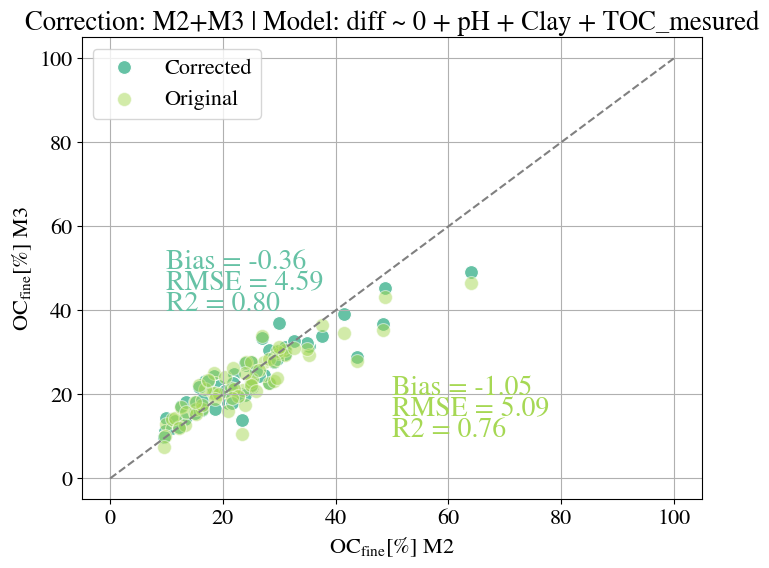 Correction: M2+M3 | Model: diff ~ 0 + pH + Clay + TOC_mesured
100
80
60
40
20
0
OCfine[%] M3
Corrected
Original
Bias = -0.36
RMSE = 4.59
R2 = 0.80
Bias = -1.05
RMSE = 5.09
R2 = 0.76
0
20
40
60
80
100
OCfine[%] M2